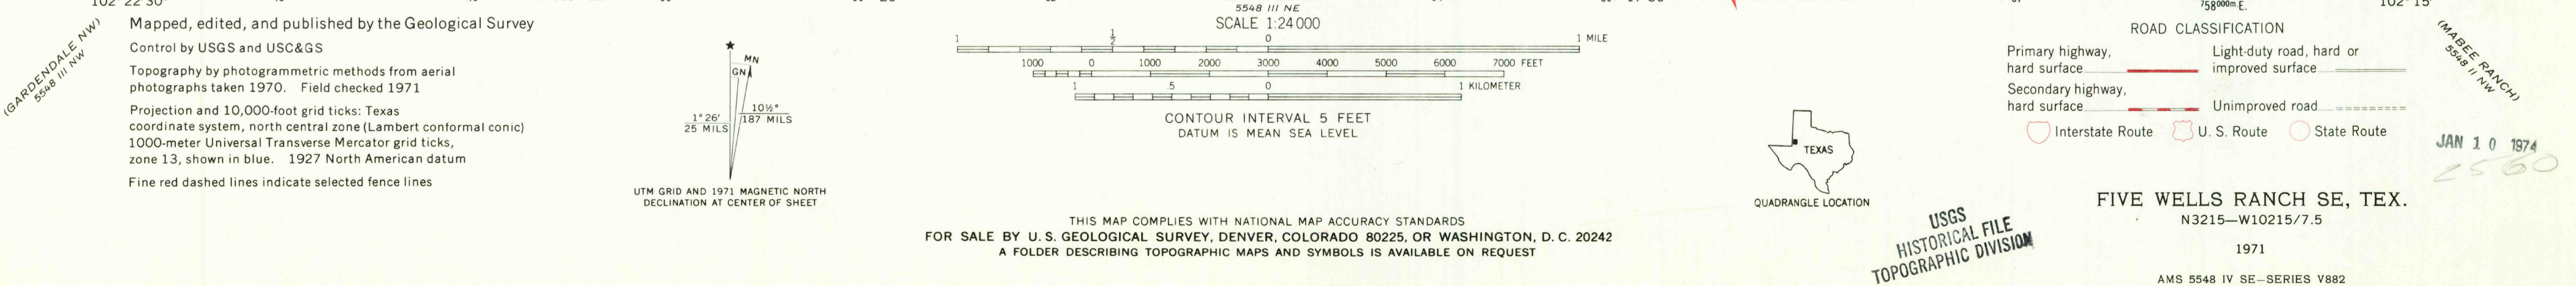 102° 22' 30"
(GARDENDALE NW)
5548 III NW
Mapped, edited, and published by the Geological Survey
Control by USGS and USC&GS
Topography by photogrammetric methods from aerial
photographs taken 1970. Field checked 1971
Projection and 10,000-foot grid ticks: Texas
coordinate system, north central zone (Lambert conformal conic)
1000-meter Universal Transverse Mercator grid ticks,
zone 13, shown in blue. 1927 North American datum
Fine red dashed lines indicate selected fence lines
MN
GN
1° 26'
25 MILS
10½°
187 MILS
UTM GRID AND 1971 MAGNETIC NORTH
DECLINATION AT CENTER OF SHEET
5548 III NE
SCALE 1:24 000
1 ½ 0 1 MILE
1000 0 1000 2000 3000 4000 5000 6000 7000 FEET
1 .5 0 1 KILOMETER
CONTOUR INTERVAL 5 FEET
DATUM IS MEAN SEA LEVEL
THIS MAP COMPLIES WITH NATIONAL MAP ACCURACY STANDARDS
FOR SALE BY U. S. GEOLOGICAL SURVEY, DENVER, COLORADO 80225, OR WASHINGTON, D. C. 20242
A FOLDER DESCRIBING TOPOGRAPHIC MAPS AND SYMBOLS IS AVAILABLE ON REQUEST
TEXAS
QUADRANGLE LOCATION
USGS
HISTORICAL FILE
TOPOGRAPHIC DIVISION
758000m.E.
102° 15'
ROAD CLASSIFICATION
Primary highway,
hard surface
Light-duty road, hard or
improved surface
Secondary highway,
hard surface
Unimproved road
Interstate Route U. S. Route State Route
(MABEE RANCH)
5548 II NW
JAN 10 1974
2560
FIVE WELLS RANCH SE, TEX.
N3215—W10215/7.5
1971
AMS 5548 IV SE—SERIES V882